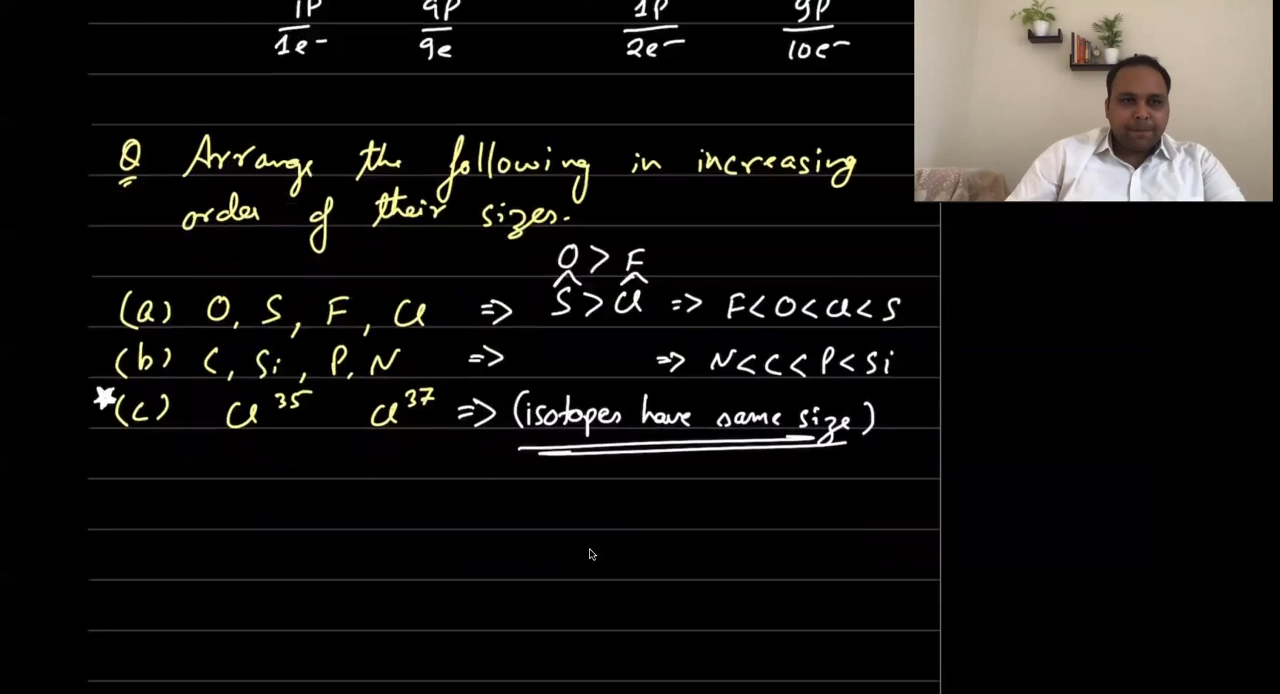 1P 9P 1P 9P
1e⁻ 9e 2e⁻ 10e⁻
Q Arrange the following in increasing
order of their sizes.
O > F
(a) O, S, F, Cl ⇒ S > Cl ⇒ F < O < Cl < S
(b) C, Si, P, N ⇒ ⇒ N < C < P < Si
(c) Cl³⁵ Cl³⁷ ⇒ (isotopes have same size)